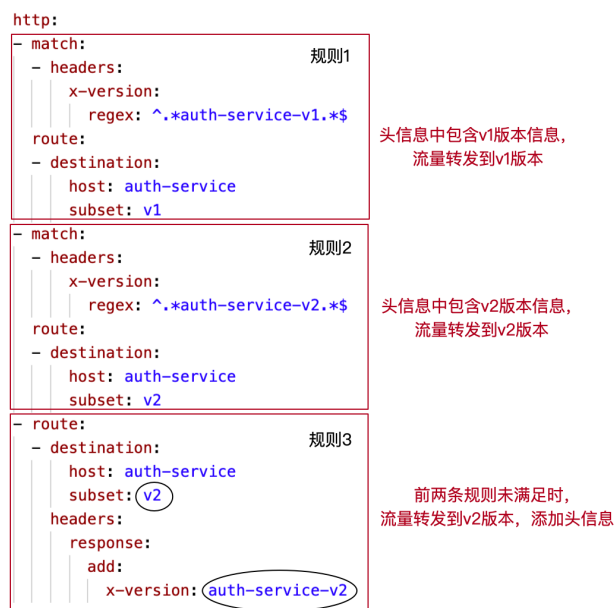 http:
- match:
规则1
- headers:
x-version:
regex: ^.*auth-service-v1.*$
route:
- destination:
host: auth-service
subset: v1
头信息中包含v1版本信息,
流量转发到v1版本
- match:
规则2
- headers:
x-version:
regex: ^.*auth-service-v2.*$
route:
- destination:
host: auth-service
subset: v2
头信息中包含v2版本信息,
流量转发到v2版本
- route:
规则3
- destination:
host: auth-service
subset: v2
headers:
response:
add:
x-version: auth-service-v2
前两条规则未满足时,
流量转发到v2版本，添加头信息